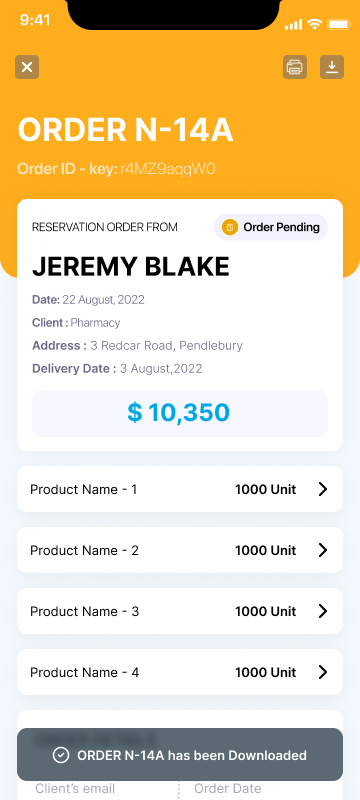 9:41
ORDER N-14A
Order ID - key: r4MZ9aqqW0
RESERVATION ORDER FROM
Order Pending
JEREMY BLAKE
Date: 22 August, 2022
Client : Pharmacy
Address : 3 Redcar Road, Pendlebury
Delivery Date : 3 August,2022
$ 10,350
Product Name - 1 1000 Unit
Product Name - 2 1000 Unit
Product Name - 3 1000 Unit
Product Name - 4 1000 Unit
ORDER N-14A has been Downloaded
Client's email Order Date